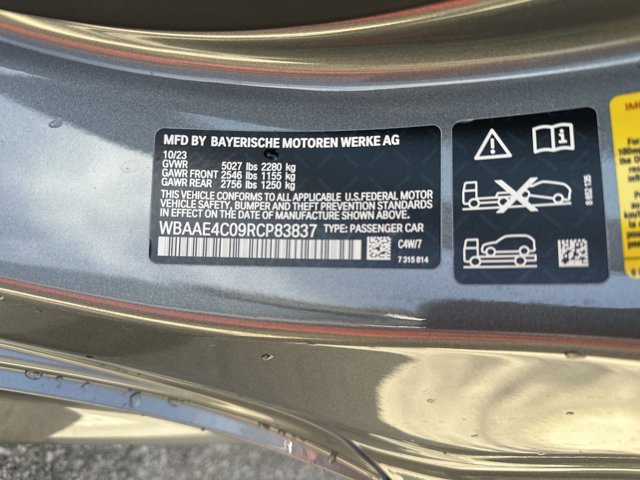 MFD BY BAYERISCHE MOTOREN WERKE AG
10/23
GVWR 5027 lbs 2280 kg
GAWR FRONT 2546 lbs 1155 kg
GAWR REAR 2756 lbs 1250 kg
THIS VEHICLE CONFORMS TO ALL APPLICABLE U.S.FEDERAL MOTOR
VEHICLE SAFETY, BUMPER AND THEFT PREVENTION STANDARDS
IN EFFECT ON THE DATE OF MANUFACTURE SHOWN ABOVE.
WBAAE4C09RCP83837 TYPE: PASSENGER CAR
C4W/7
7 315 814